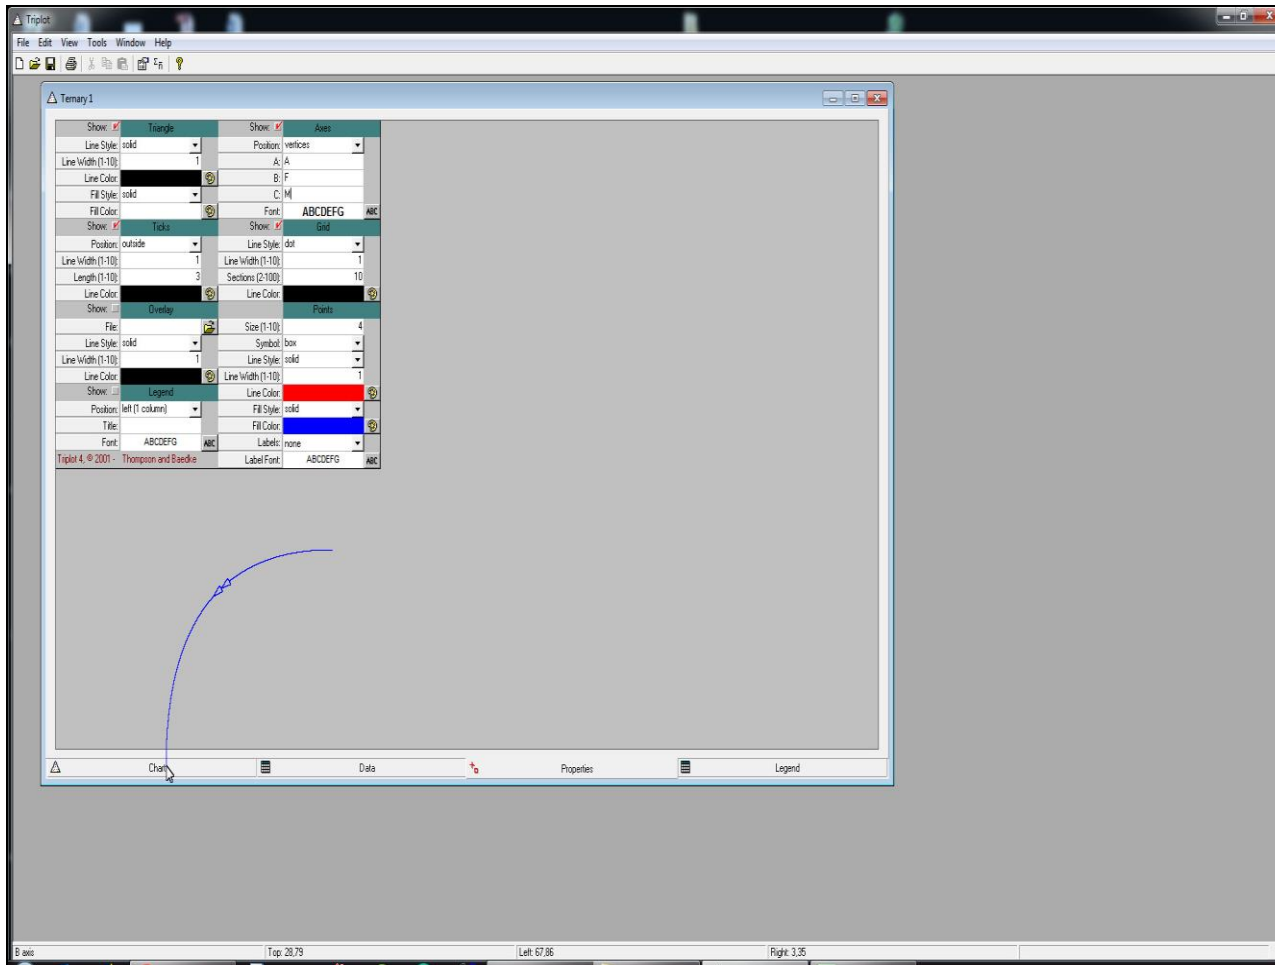 Triplot
File Edit View Tools Window Help
Ternary1
Show: Triangle Show: Axes
Line Style: solid Position: vertices
Line Width (1-10): 1 A: A
Line Color: B: F
Fill Style: solid C: M
Fill Color: Font: ABCDEFG ABC
Show: Ticks Show: Grid
Position: outside Line Style: dot
Line Width (1-10): 1 Line Width (1-10): 1
Length (1-10): 3 Sections (2-100): 10
Line Color: Line Color:
Show: Overlay Points
File: Size (1-10): 4
Line Style: solid Symbol: box
Line Width (1-10): 1 Line Style: solid
Line Color: Line Width (1-10): 1
Show: Legend Line Color:
Position: left (1 column) Fill Style: solid
Title: Fill Color:
Font: ABCDEFG ABC Labels: none
Triplot 4, © 2001 - Thompson and Baedke Label Font: ABCDEFG ABC
Chart Data Properties Legend
B axis Top: 28,79 Left: 67,86 Right: 3,35